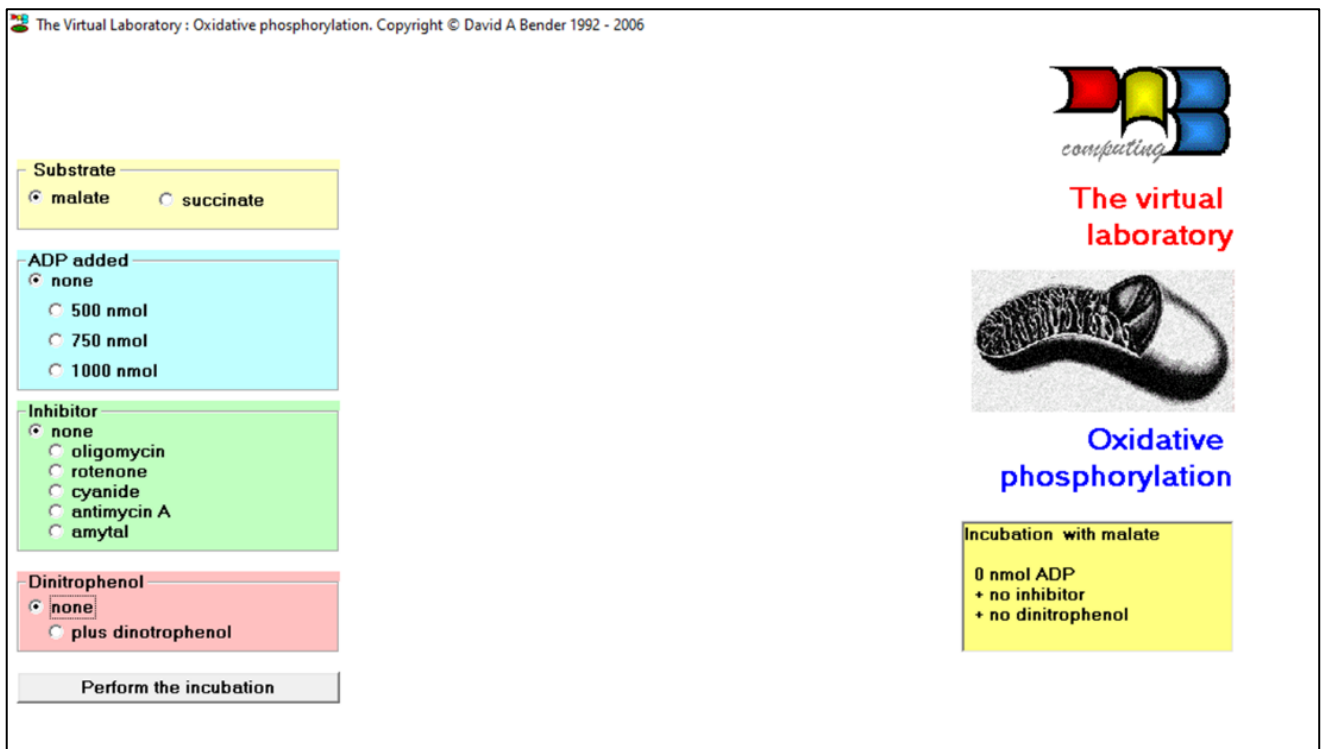 The Virtual Laboratory : Oxidative phosphorylation. Copyright © David A Bender 1992 - 2006
computing
The virtual
laboratory
Substrate
malate succinate
ADP added
none
500 nmol
750 nmol
1000 nmol
Inhibitor
none
oligomycin
rotenone
cyanide
antimycin A
amytal
Dinitrophenol
none
plus dinotrophenol
Perform the incubation
Oxidative
phosphorylation
Incubation with malate
0 nmol ADP
+ no inhibitor
+ no dinitrophenol